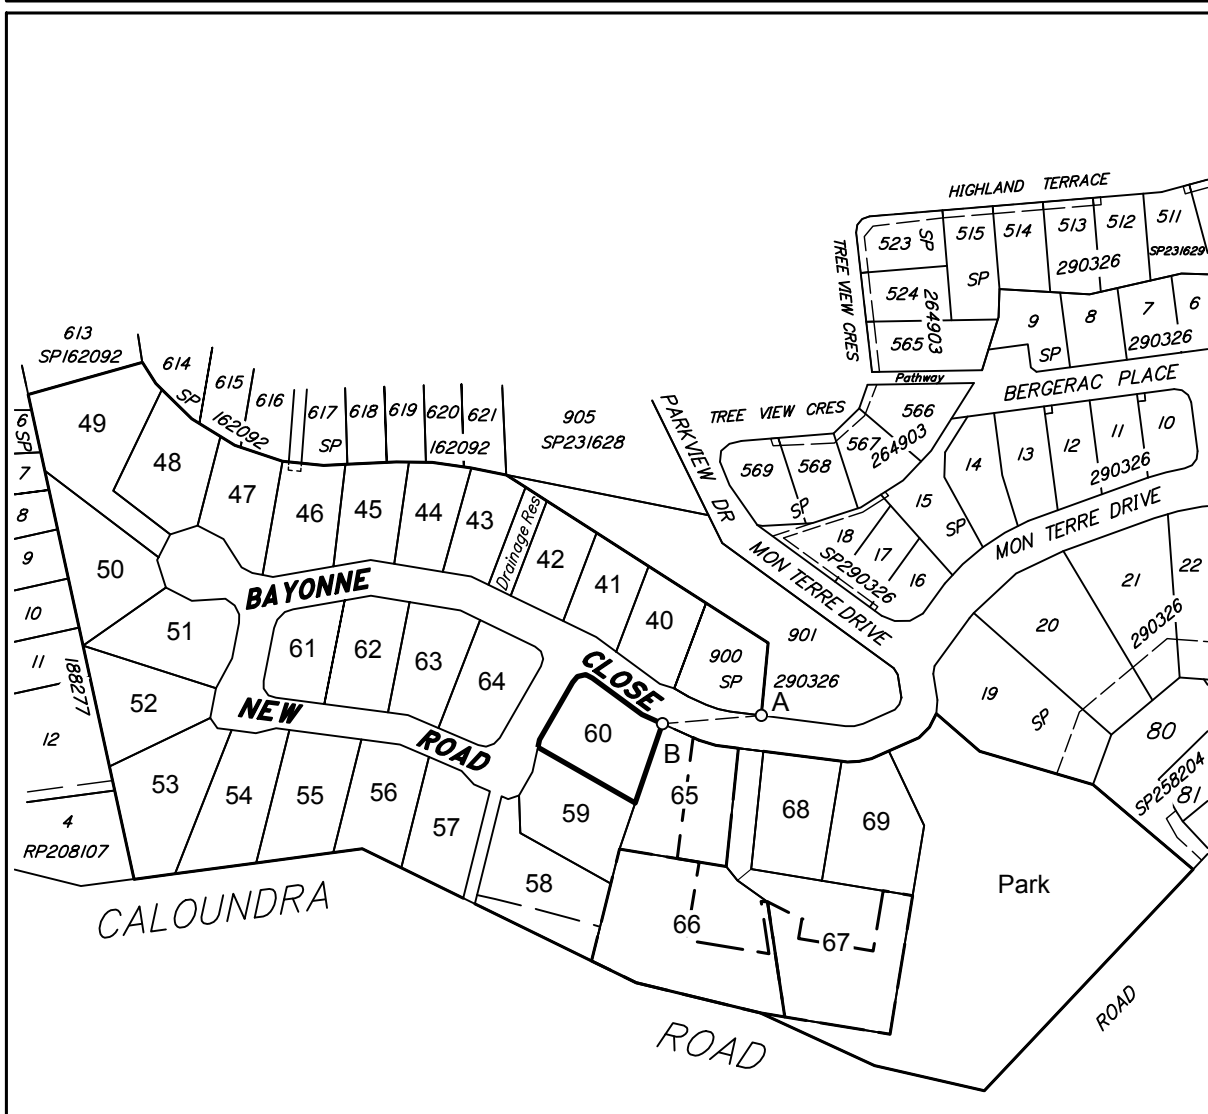 HIGHLAND TERRACE
TREE VIEW CRES
523
SP
515
514
513
512
511
SP
290326
SP231629
524
264903
565
9
8
7
6
SP
290326
Pathway
BERGERAC PLACE
613
SP162092
614
SP
615
616
162092
617
SP
618
619
620
621
162092
905
SP231628
PARKVIEW DR
TREE VIEW CRES
566
567
264903
569
568
SP
14
13
12
11
10
290326
15
SP
MON TERRE DRIVE
18
17
16
SP290326
MON TERRE DRIVE
6
SP
7
8
9
10
11
188277
12
4
RP208107
49
48
47
46
45
44
43
Drainage Res
42
41
40
900
SP
901
290326
50
51
52
53
54
55
56
57
58
59
60
61
62
63
64
BAYONNE
CLOSE
NEW
ROAD
A
B
65
66
67
68
69
19
SP
20
21
22
290326
80
SP258204
81
Park
CALOUNDRA
ROAD
ROAD